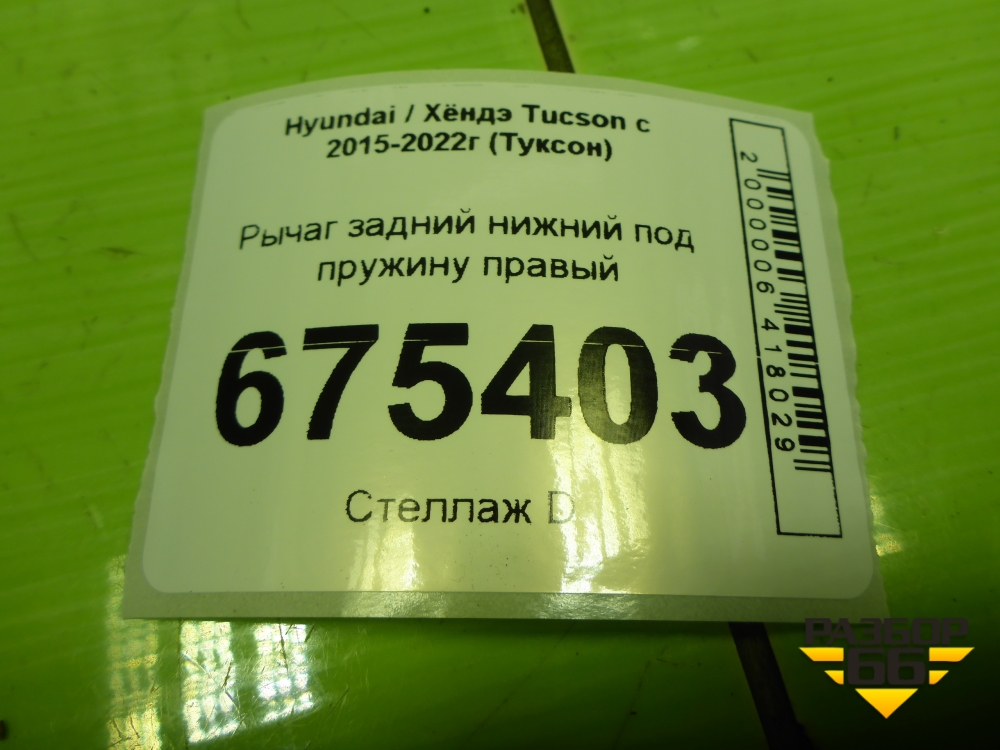 Hyundai / Хёндэ Tucson с
2015-2022г (Туксон)
Рычаг задний нижний под
пружину правый
675403
Стеллаж D
2000006418029
РАЗБОР
66